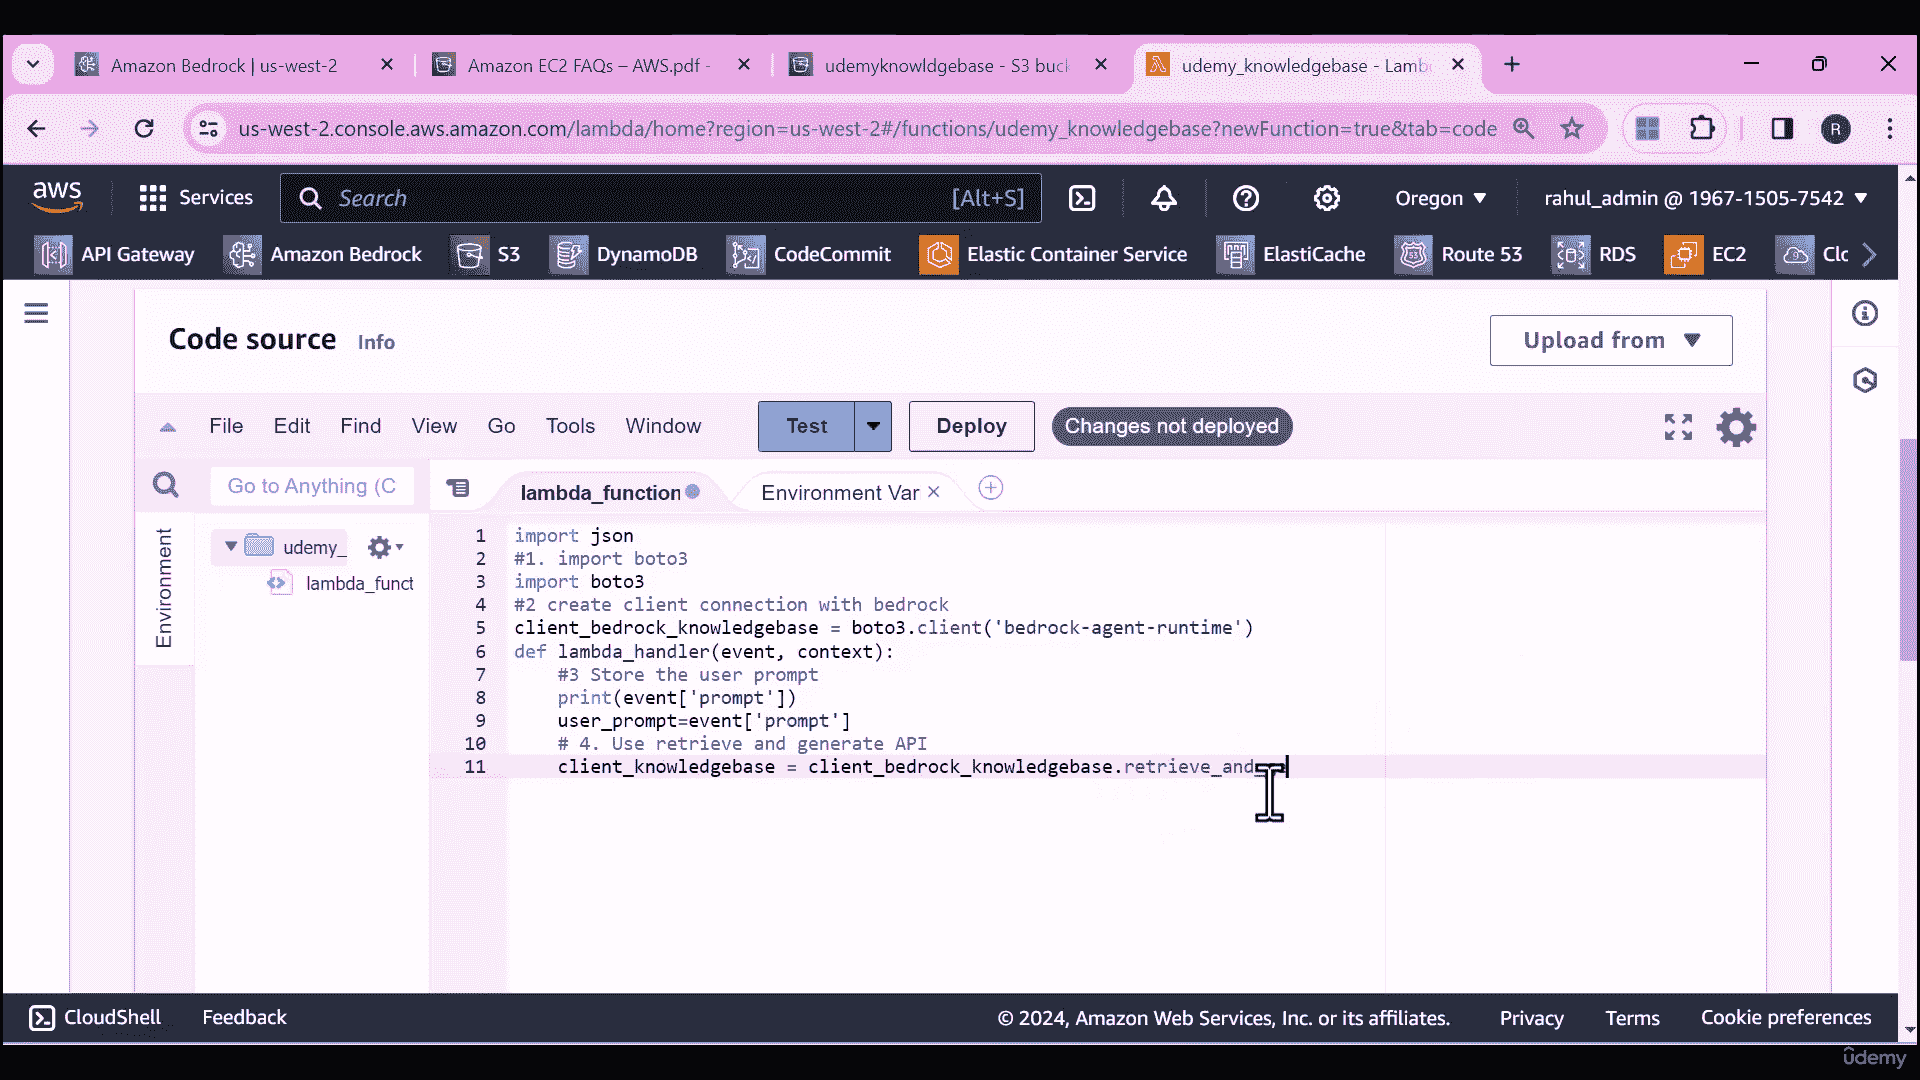 Amazon Bedrock | us-west-2
Amazon EC2 FAQs – AWS.pdf -
udemyknowldgebase - S3 buc
udemy_knowledgebase - Lamb
us-west-2.console.aws.amazon.com/lambda/home?region=us-west-2#/functions/udemy_knowledgebase?newFunction=true&tab=code
R
aws
Services
Search
[Alt+S]
Oregon
rahul_admin @ 1967-1505-7542
API Gateway
Amazon Bedrock
S3
DynamoDB
CodeCommit
Elastic Container Service
ElastiCache
Route 53
RDS
EC2
Clc
Code source Info
Upload from
File Edit Find View Go Tools Window
Test
Deploy
Changes not deployed
Go to Anything (C
lambda_function
Environment Var
Environment
udemy_
lambda_funct
1 import json
2 #1. import boto3
3 import boto3
4 #2 create client connection with bedrock
5 client_bedrock_knowledgebase = boto3.client('bedrock-agent-runtime')
6 def lambda_handler(event, context):
7 #3 Store the user prompt
8 print(event['prompt'])
9 user_prompt=event['prompt']
10 # 4. Use retrieve and generate API
11 client_knowledgebase = client_bedrock_knowledgebase.retrieve_and
CloudShell
Feedback
© 2024, Amazon Web Services, Inc. or its affiliates.
Privacy
Terms
Cookie preferences
udemy